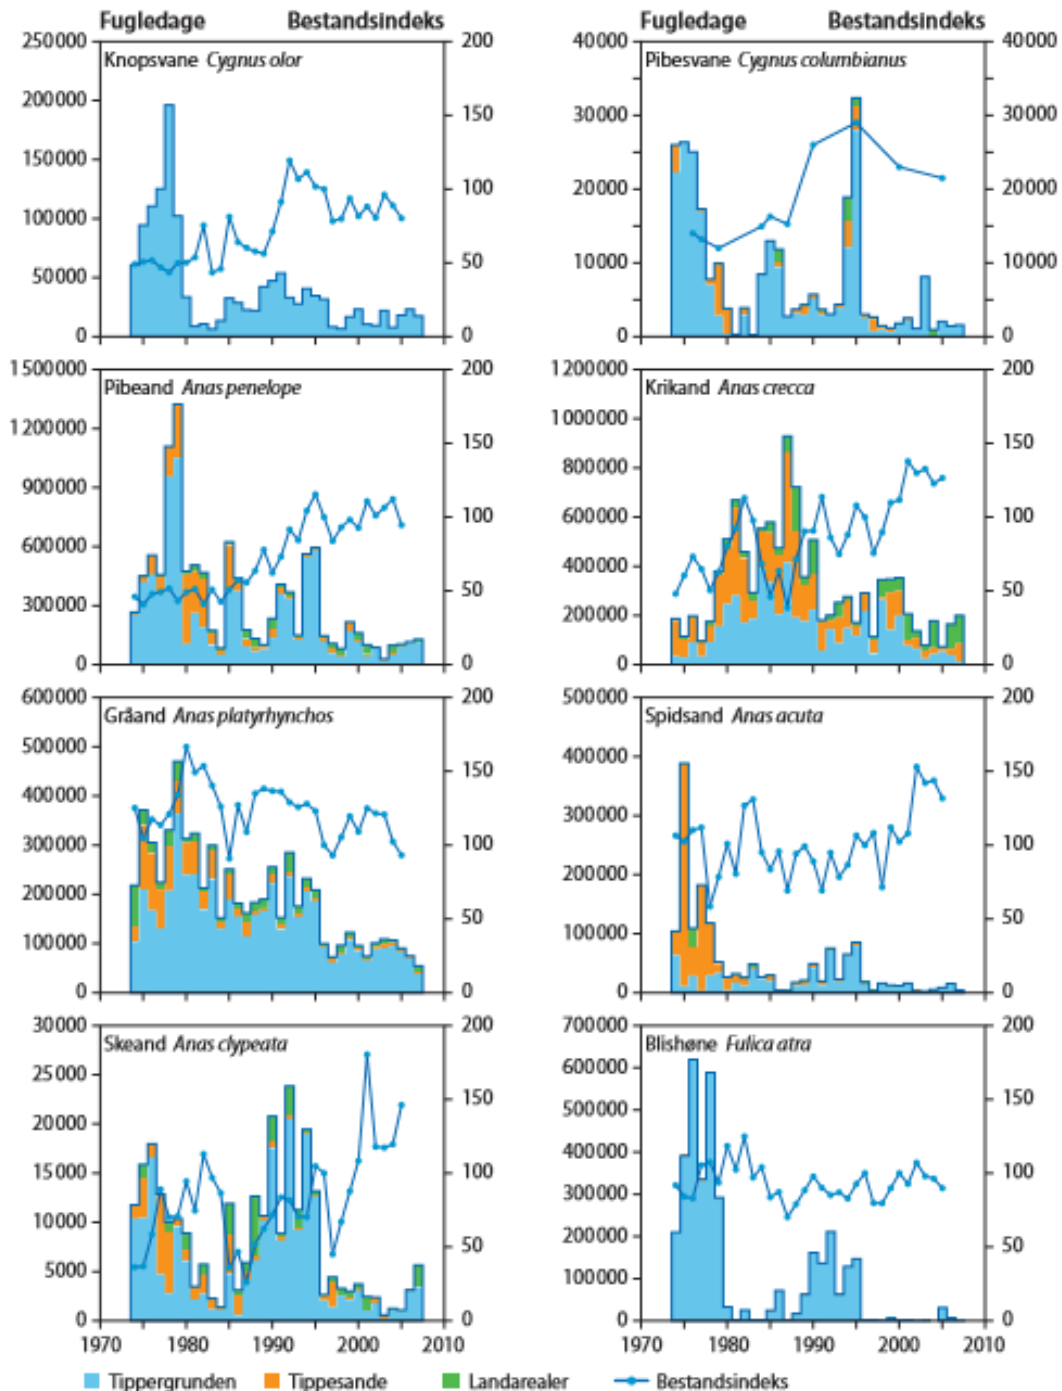 Fugledage Bestandsindeks Fugledage Bestandsindeks
250000 200 40000 40000
Knopsvane Cygnus olor Pibesvane Cygnus columbianus
200000 150 30000 30000
150000
100 20000 20000
100000
50 10000 10000
50000
0 0 0 0
1500000 200 1200000 200
Pibeand Anas penelope Krikand Anas crecca
1200000 150 1000000 150
900000 800000
100 600000 100
600000
50 400000 50
300000 200000
0 0 0 0
600000 200 500000 200
Gråand Anas platyrhynchos Spidsand Anas acuta
500000 150 400000 150
400000
300000 100 300000 100
200000 200000
50 50
100000 100000
0 0 0 0
30000 200 700000 200
Skeand Anas clypeata Blishøne Fulica atra
25000 600000
150 150
20000 500000
400000
15000 100 100
300000
10000
50 200000 50
5000 100000
0 0 0 0
1970 1980 1990 2000 2010 1970 1980 1990 2000 2010
Tippergrunden Tippesande Landarealer Bestandsindeks